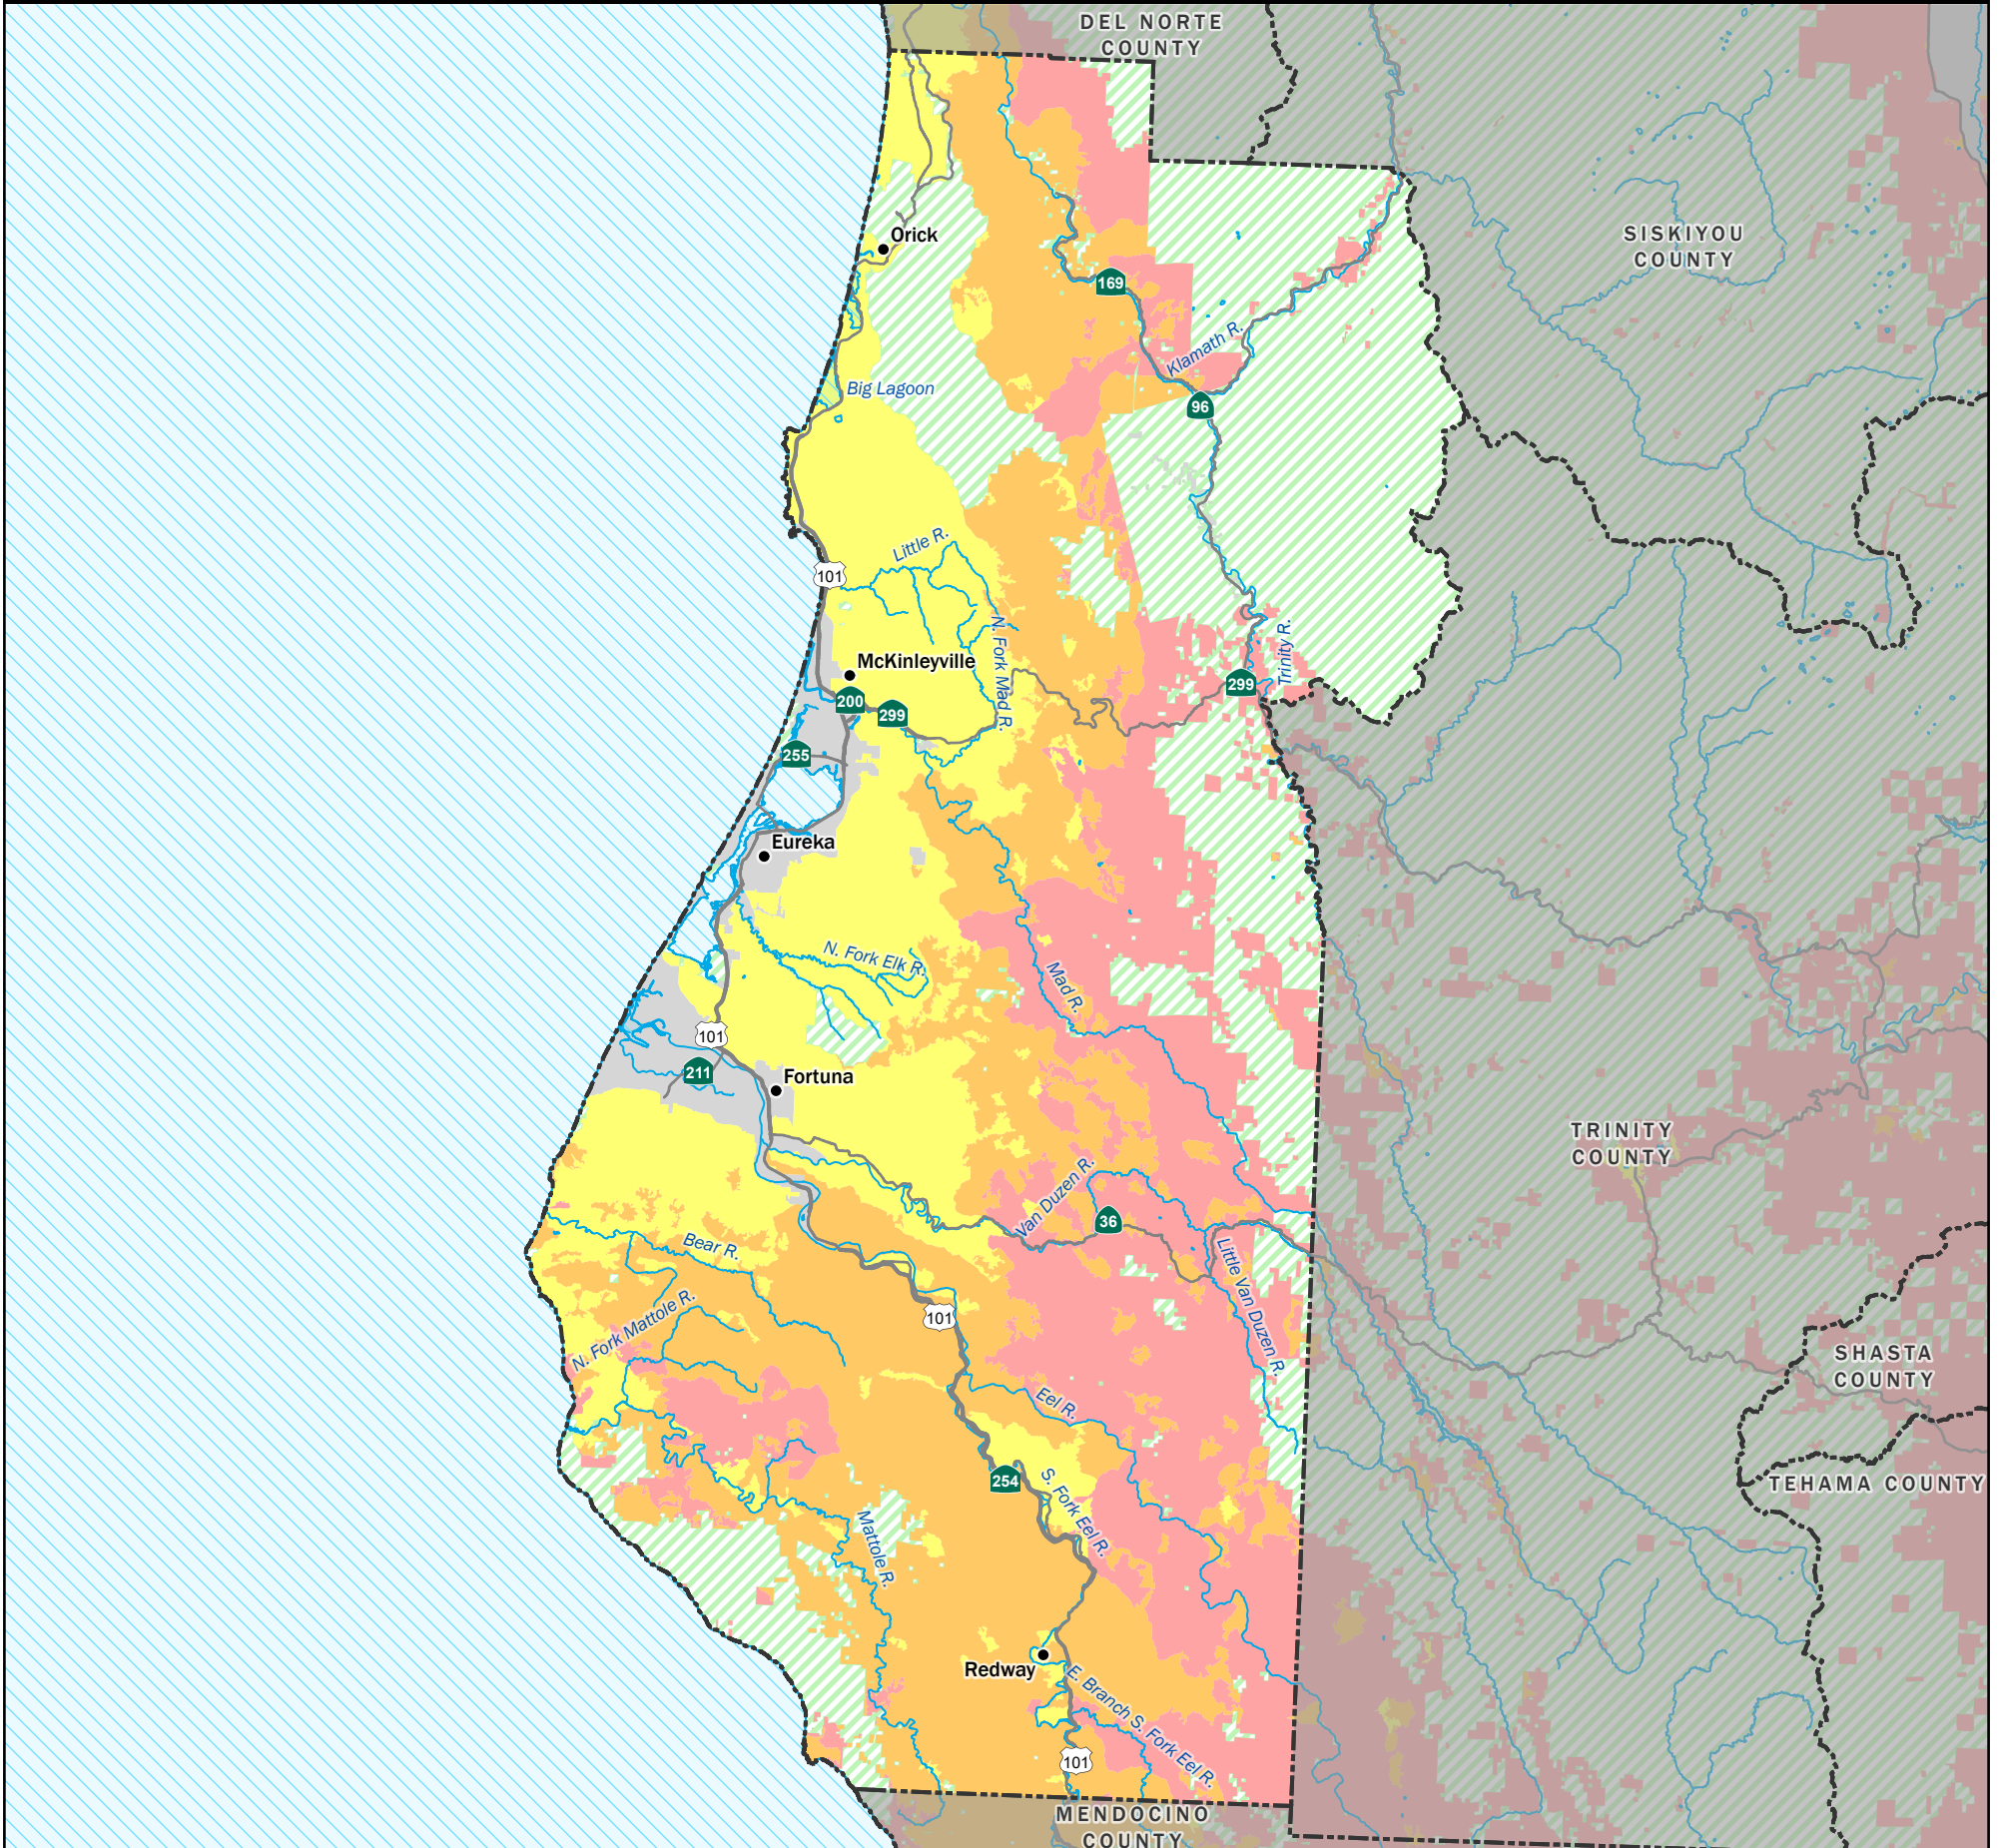 DEL NORTE
COUNTY
SISKIYOU
COUNTY
Orick
169
Klamath R.
Big Lagoon
96
Little R.
101
N. Fork Mad R.
Trinity R.
McKinleyville
299
200
299
255
Eureka
N. Fork Elk R.
Mad R.
101
211
Fortuna
TRINITY
COUNTY
Van Duzen R.
36
Bear R.
Little Van Duzen R.
N. Fork Mattole R.
101
SHASTA
COUNTY
Eel R.
254
S. Fork Eel R.
TEHAMA COUNTY
Mattole R.
Redway
E. Branch S. Fork Eel R.
101
MENDOCINO
COUNTY